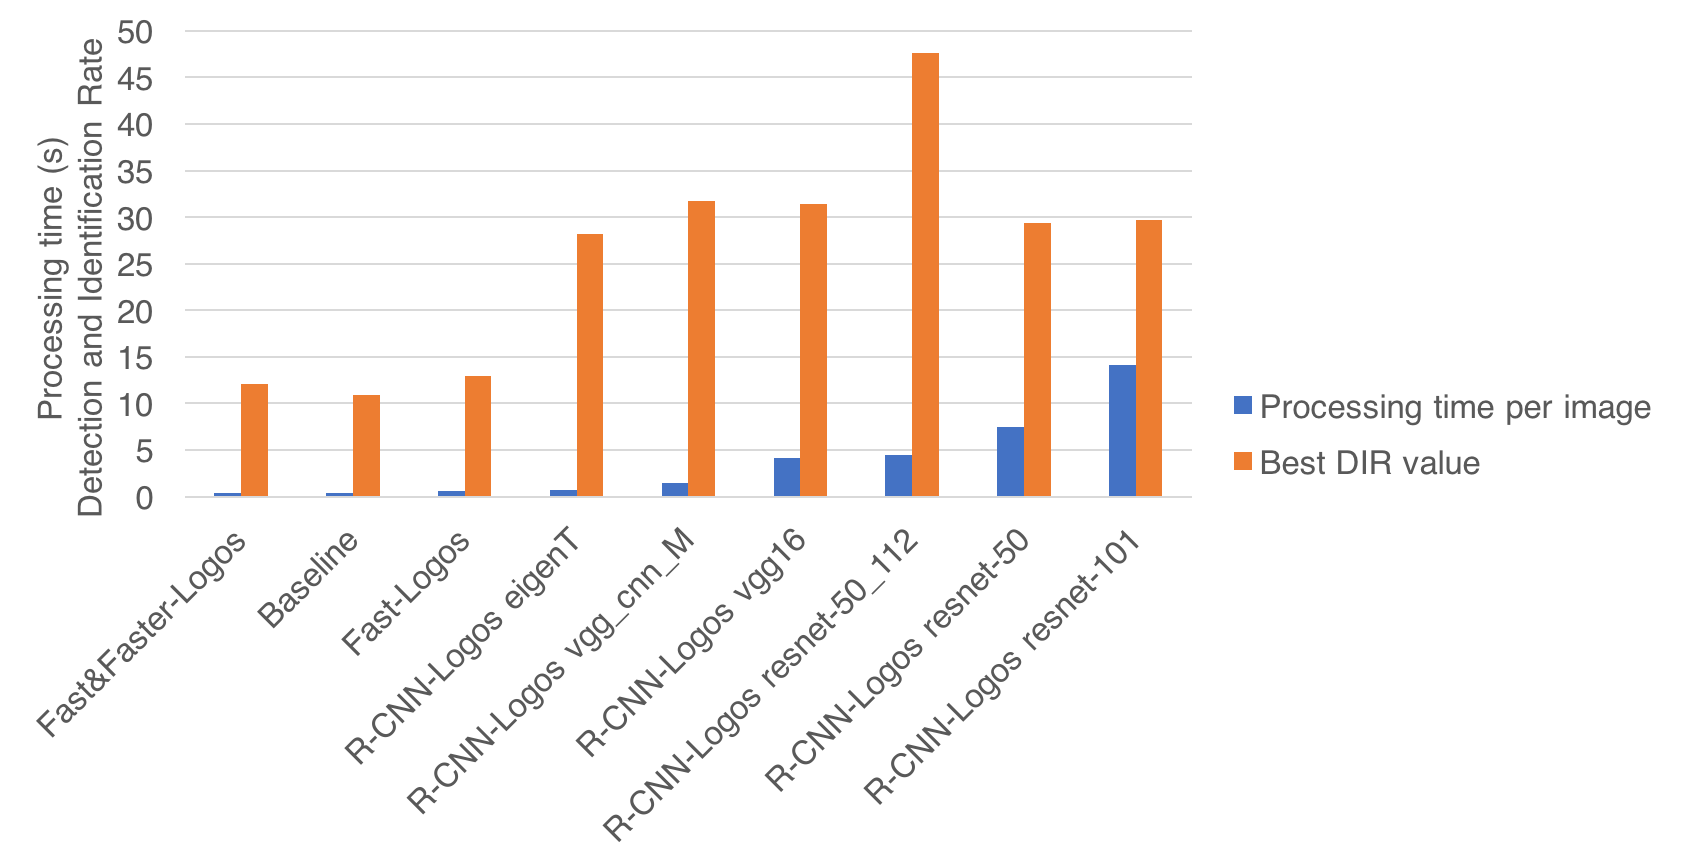 Processing time (s)
Detection and Identification Rate
50
45
40
35
30
25
20
15
10
5
0
Fast&Faster-Logos
Baseline
Fast-Logos
R-CNN-Logos eigenT
R-CNN-Logos vgg_cnn_M
R-CNN-Logos vgg16
R-CNN-Logos resnet-50_112
R-CNN-Logos resnet-50
R-CNN-Logos resnet-101
Processing time per image
Best DIR value